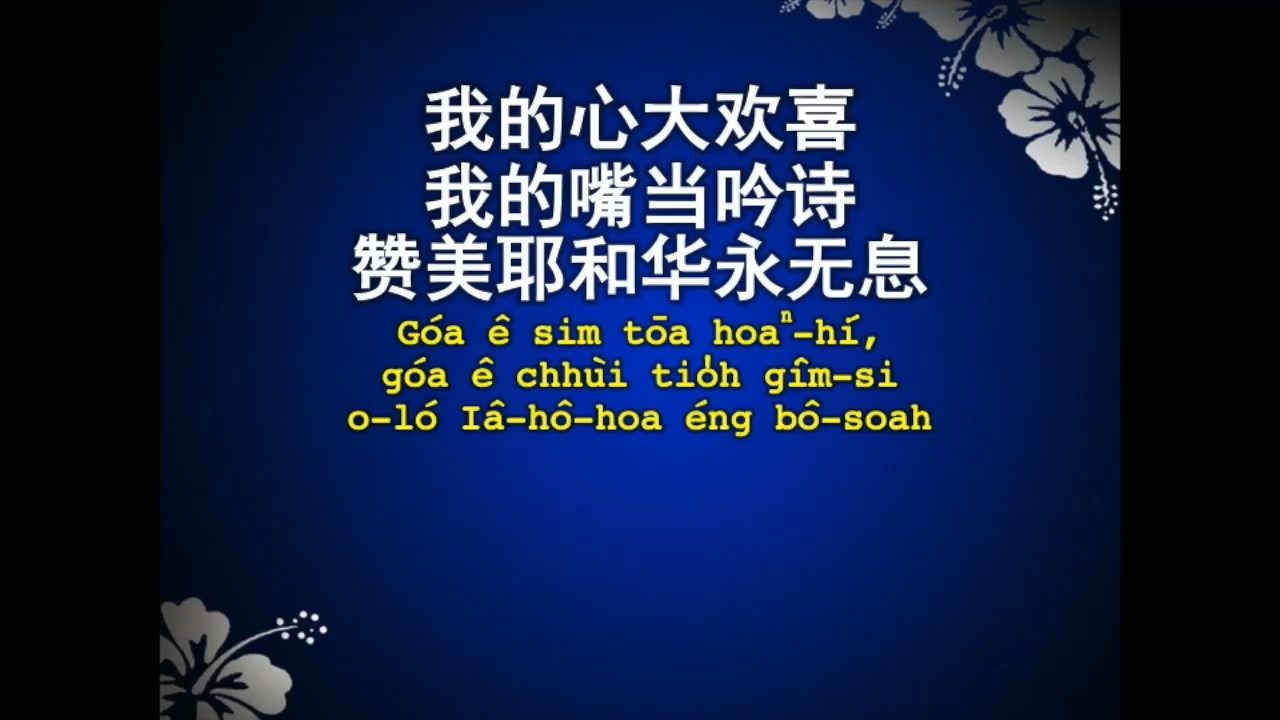 我的心大欢喜
我的嘴当吟诗
赞美耶和华永无息
Góa ê sim tōa hoaⁿ-hí,
góa ê chhùi tio̍h gîm-si
o-ló Iâ-hô-hoa éng bô-soah